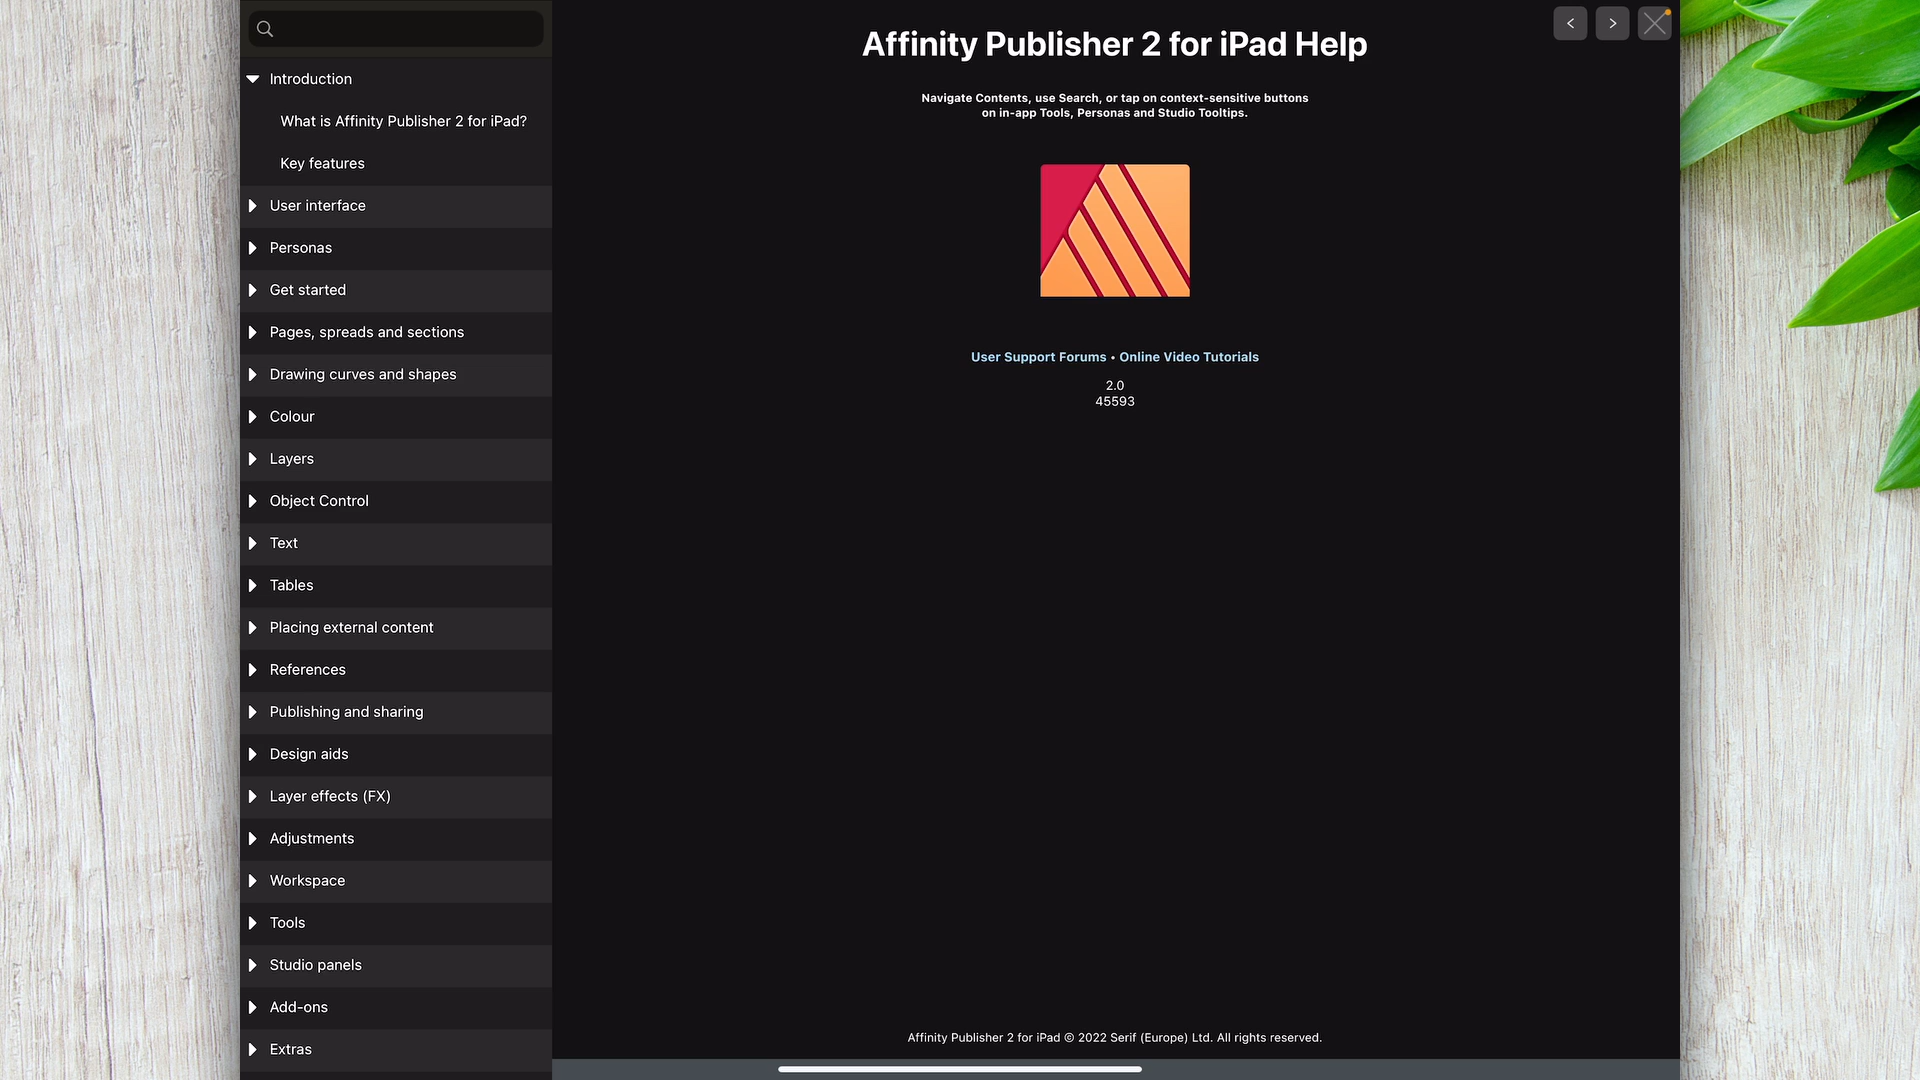 Introduction
What is Affinity Publisher 2 for iPad?
Key features
User interface
Personas
Get started
Pages, spreads and sections
Drawing curves and shapes
Colour
Layers
Object Control
Text
Tables
Placing external content
References
Publishing and sharing
Design aids
Layer effects (FX)
Adjustments
Workspace
Tools
Studio panels
Add-ons
Extras
Affinity Publisher 2 for iPad Help
Navigate Contents, use Search, or tap on context-sensitive buttons
on in-app Tools, Personas and Studio Tooltips.
User Support Forums • Online Video Tutorials
2.0
45593
Affinity Publisher 2 for iPad © 2022 Serif (Europe) Ltd. All rights reserved.